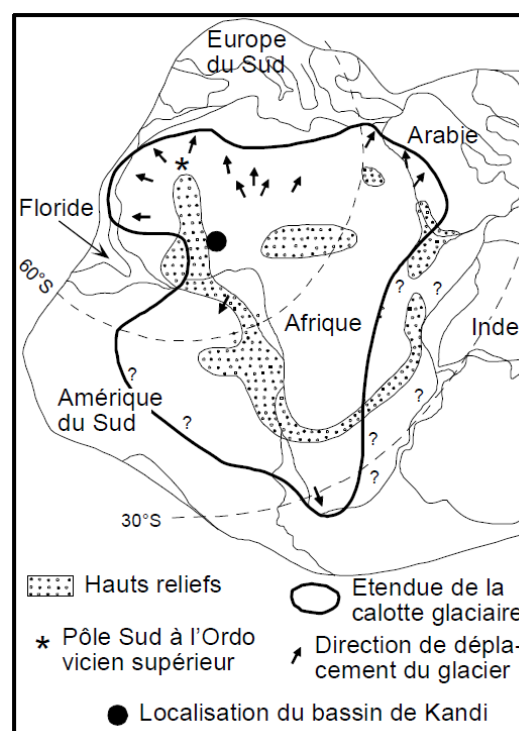 Europe
du Sud
Arabie
Floride
60°S
Afrique
Inde
?
?
?
Amérique
du Sud
?
?
?
?
30°S
Hauts reliefs
Etendue de la
calotte glaciaire
* Pôle Sud à l'Ordo
vicien supérieur
Direction de dépla-
cement du glacier
Localisation du bassin de Kandi